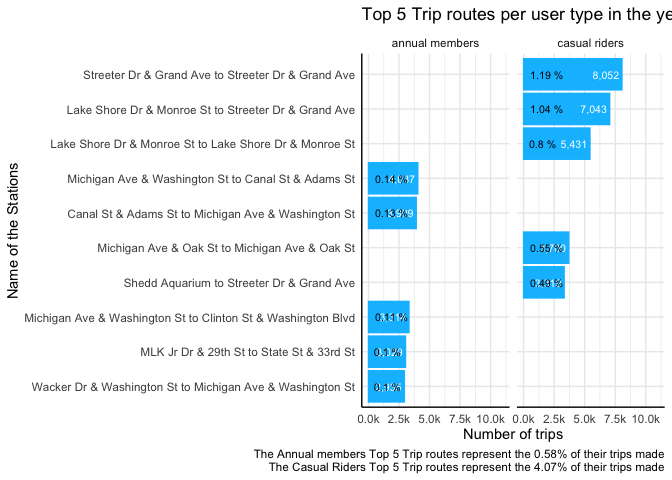 Top 5 Trip routes per user type in the ye
annual members
casual riders
Streeter Dr & Grand Ave to Streeter Dr & Grand Ave
1.19 % 8,052
Lake Shore Dr & Monroe St to Streeter Dr & Grand Ave
1.04 % 7,043
Lake Shore Dr & Monroe St to Lake Shore Dr & Monroe St
0.8 % 5,431
Michigan Ave & Washington St to Canal St & Adams St
0.14 %
Canal St & Adams St to Michigan Ave & Washington St
0.13 %
Michigan Ave & Oak St to Michigan Ave & Oak St
0.55 %
Shedd Aquarium to Streeter Dr & Grand Ave
0.49 %
Michigan Ave & Washington St to Clinton St & Washington Blvd
0.11 %
MLK Jr Dr & 29th St to State St & 33rd St
0.1 %
Wacker Dr & Washington St to Michigan Ave & Washington St
0.1 %
Name of the Stations
0.0k 2.5k 5.0k 7.5k 10.0k
0.0k 2.5k 5.0k 7.5k 10.0k
Number of trips
The Annual members Top 5 Trip routes represent the 0.58% of their trips made
The Casual Riders Top 5 Trip routes represent the 4.07% of their trips made